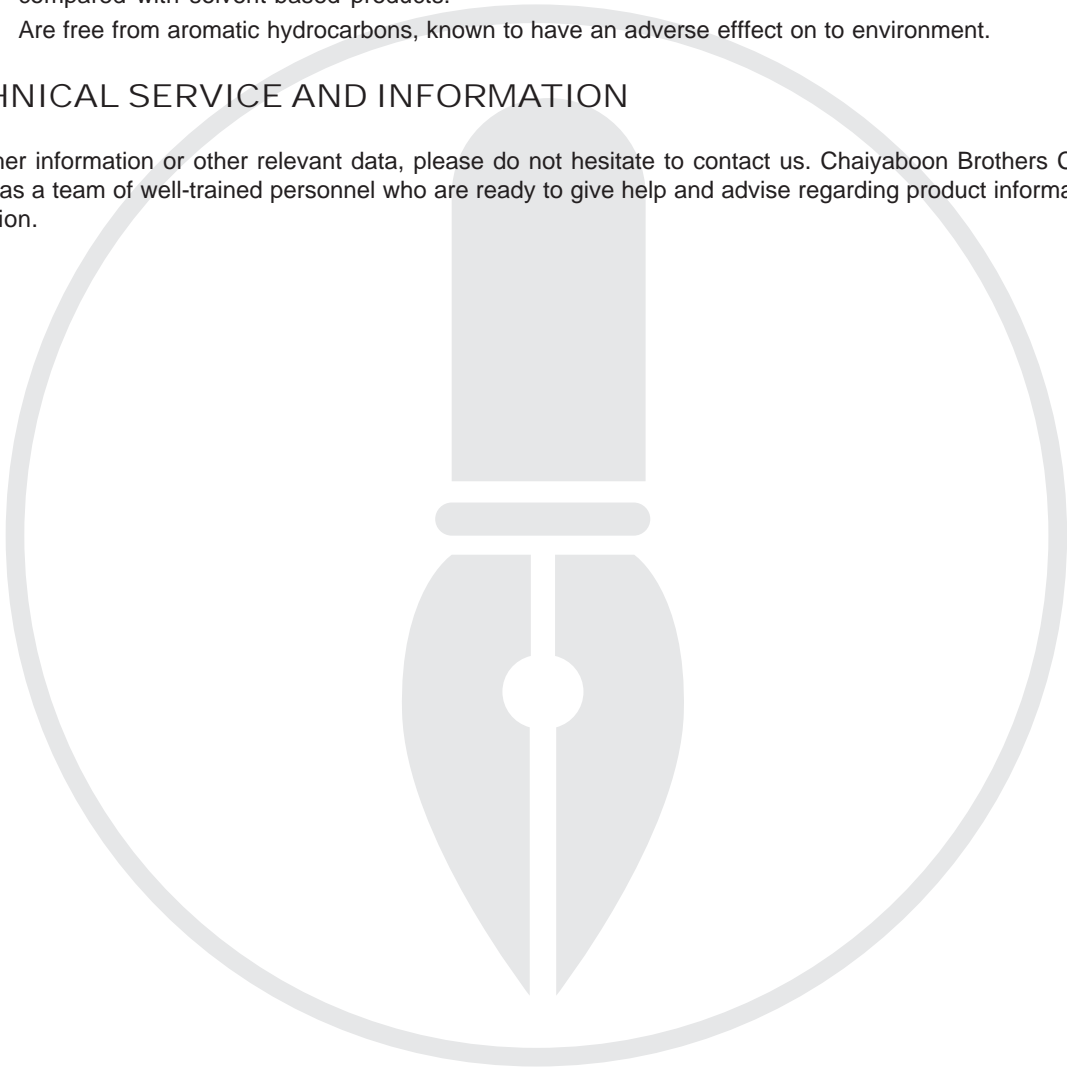 compared with solvent-based products.
Are free from aromatic hydrocarbons, known to have an adverse efffect on to environment.
HNICAL SERVICE AND INFORMATION
her information or other relevant data, please do not hesitate to contact us. Chaiyaboon Brothers C
as a team of well-trained personnel who are ready to give help and advise regarding product informa
ion.